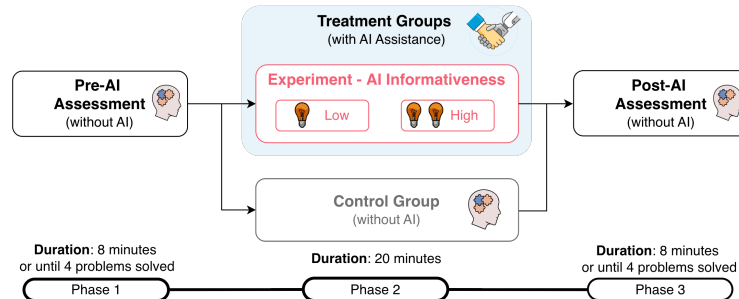 Treatment Groups
(with AI Assistance)
Pre-AI
Assessment
(without AI)
Experiment - AI Informativeness
Low
High
Post-AI
Assessment
(without AI)
Control Group
(without AI)
Duration: 8 minutes
or until 4 problems solved
Duration: 20 minutes
Duration: 8 minutes
or until 4 problems solved
Phase 1
Phase 2
Phase 3